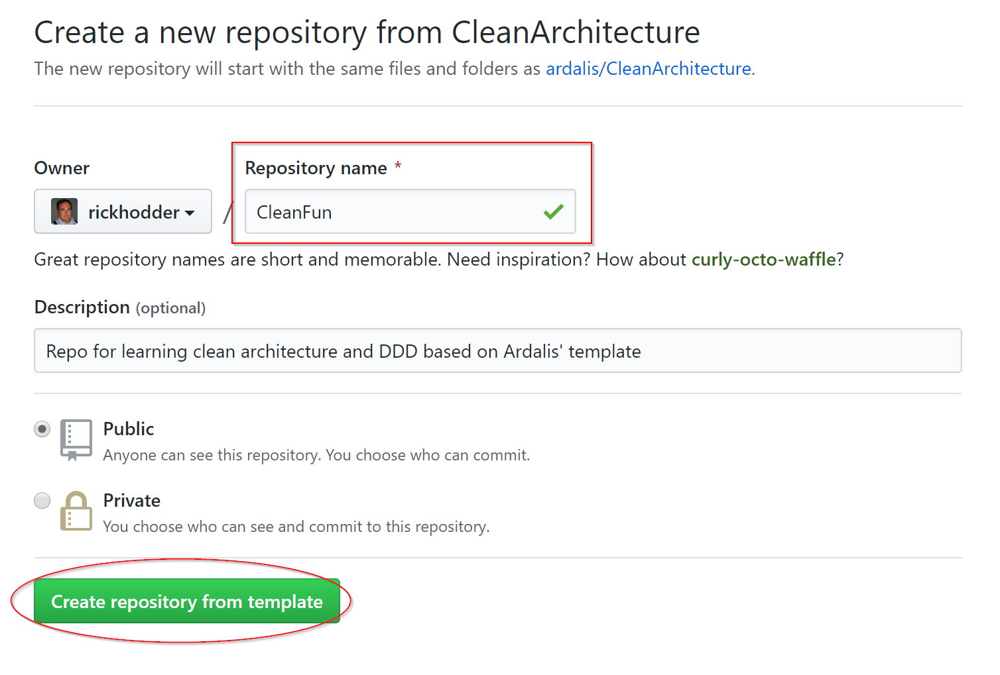 Create a new repository from CleanArchitecture
The new repository will start with the same files and folders as ardalis/CleanArchitecture.
Owner
Repository name *
rickhodder
/
CleanFun
Great repository names are short and memorable. Need inspiration? How about curly-octo-waffle?
Description (optional)
Repo for learning clean architecture and DDD based on Ardalis' template
Public
Anyone can see this repository. You choose who can commit.
Private
You choose who can see and commit to this repository.
Create repository from template